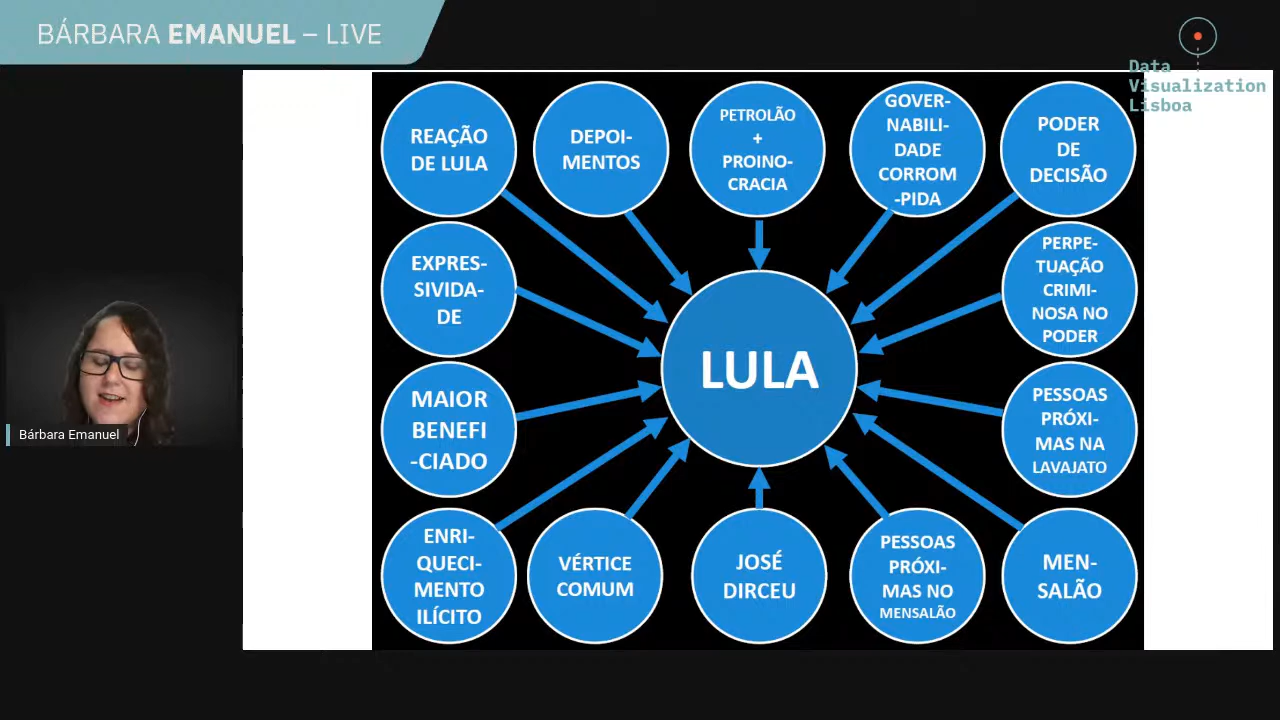 BÁRBARA EMANUEL – LIVE
Data
Visualization
Lisboa
REAÇÃO
DE LULA
DEPOI-
MENTOS
PETROLÃO
+
PROINO-
CRACIA
GOVER-
NABILI-
DADE
CORROM
-PIDA
PODER
DE
DECISÃO
EXPRES-
SIVIDA-
DE
PERPE-
TUAÇÃO
CRIMI-
NOSA NO
PODER
LULA
MAIOR
BENEFI
-CIADO
PESSOAS
PRÓXI-
MAS NA
LAVAJATO
Bárbara Emanuel
ENRI-
QUECI-
MENTO
ILÍCITO
VÉRTICE
COMUM
JOSÉ
DIRCEU
PESSOAS
PRÓXI-
MAS NO
MENSALÃO
MEN-
SALÃO